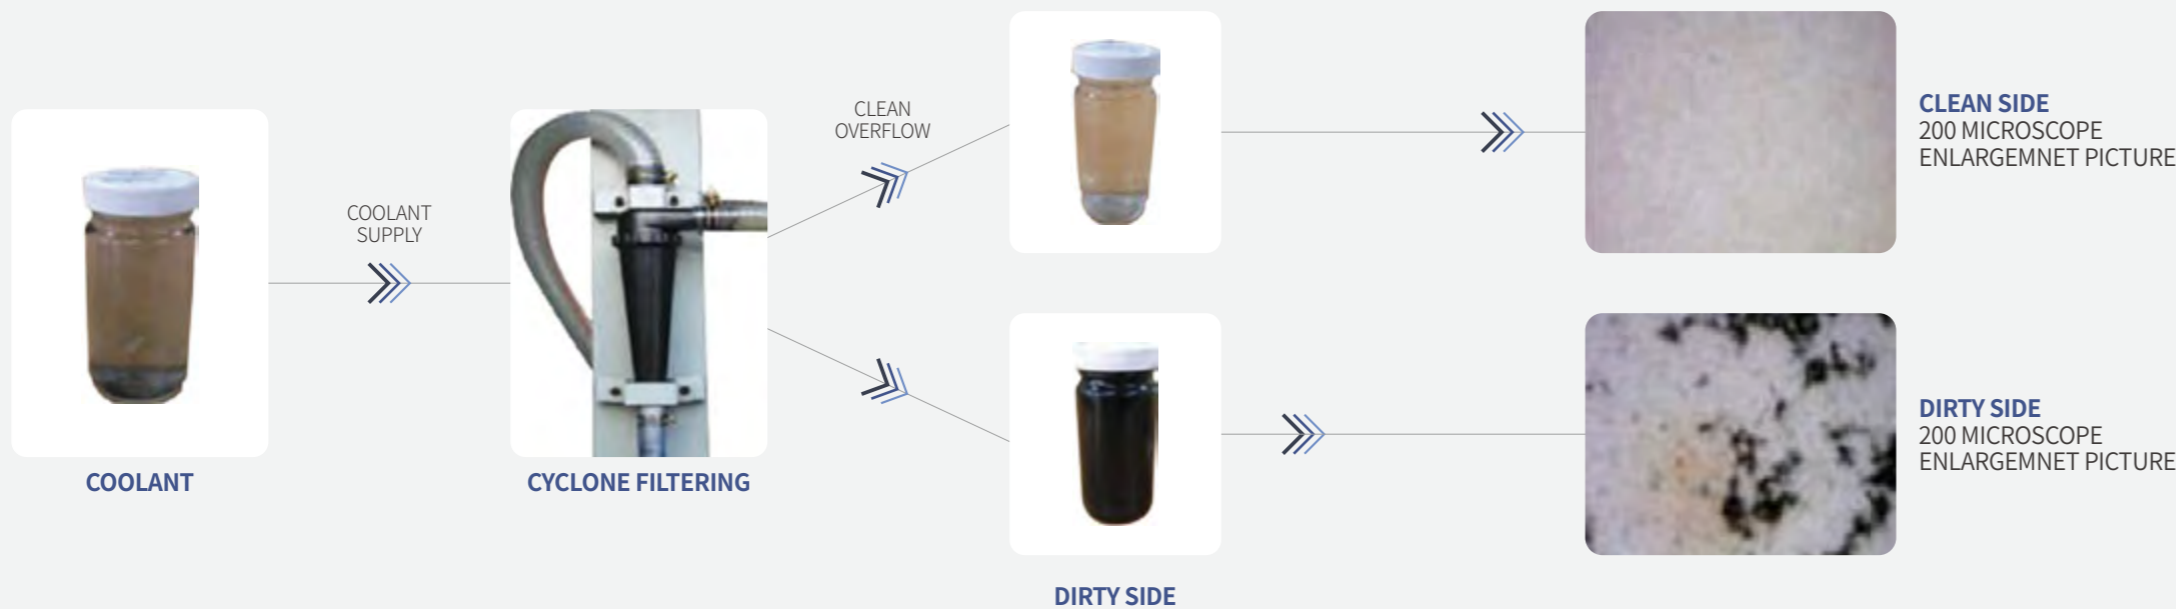 COOLANT
COOLANT
SUPPLY
CYCLONE FILTERING
CLEAN
OVERFLOW
CLEAN SIDE
200 MICROSCOPE
ENLARGEMNET PICTURE
DIRTY SIDE
DIRTY SIDE
200 MICROSCOPE
ENLARGEMNET PICTURE